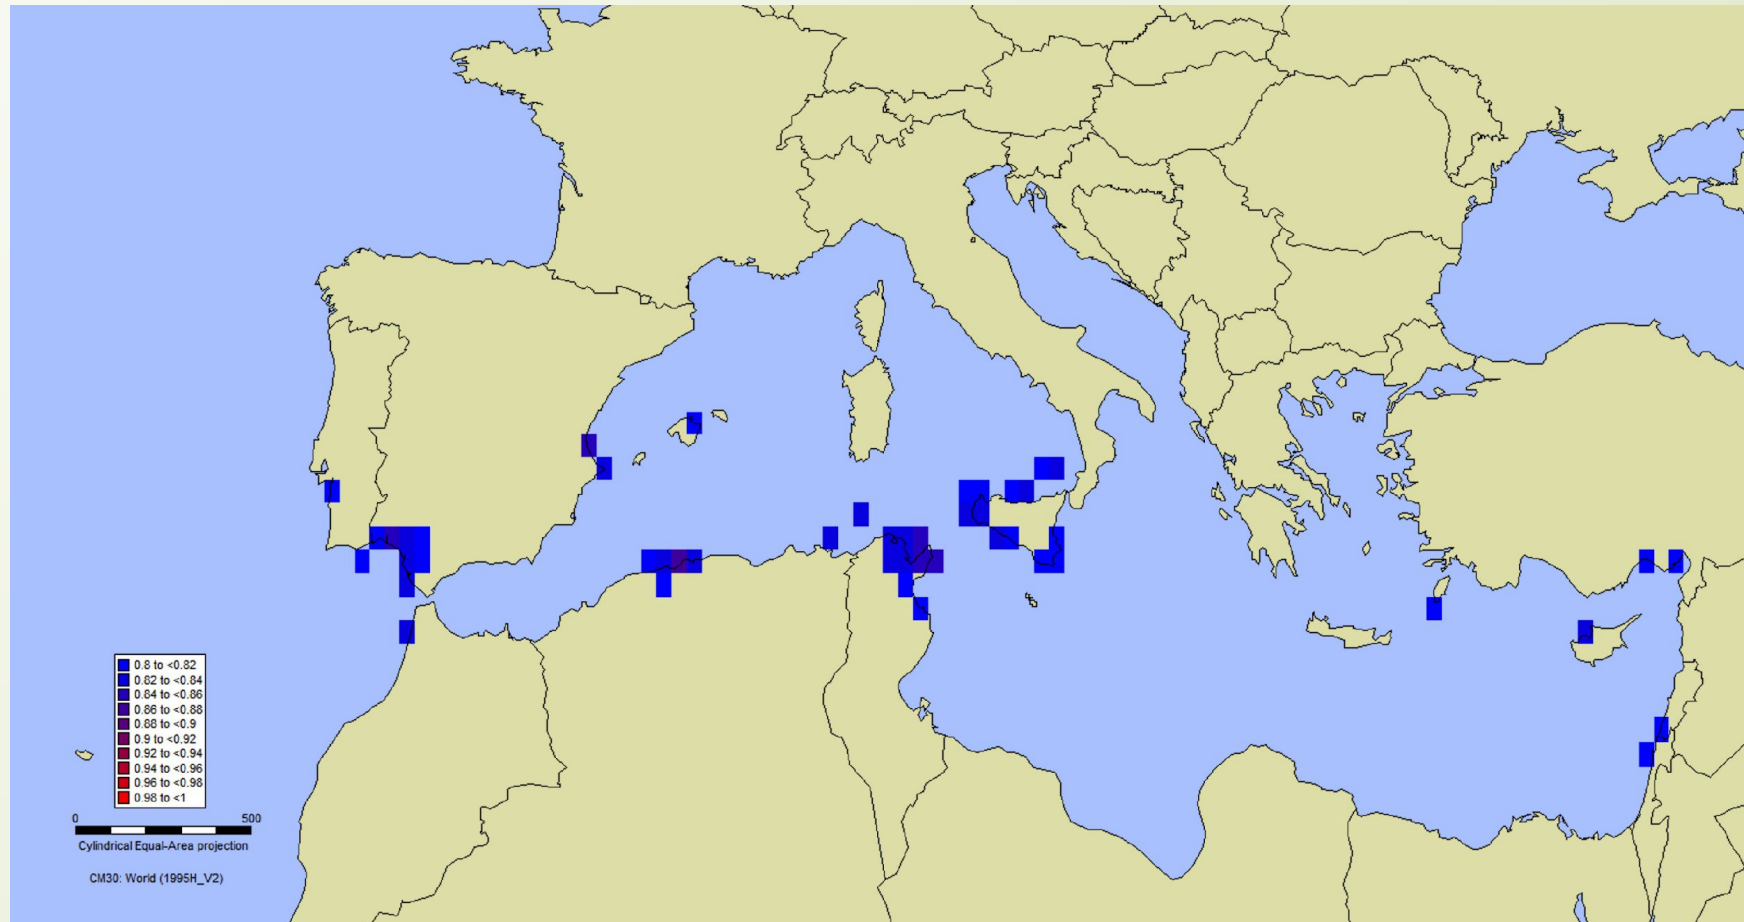 0.8 to <0.82
0.82 to <0.84
0.84 to <0.86
0.86 to <0.88
0.88 to <0.9
0.9 to <0.92
0.92 to <0.94
0.94 to <0.96
0.96 to <0.98
0.98 to <1
0 500
Cylindrical Equal-Area projection
CM30: World (1995H_V2)